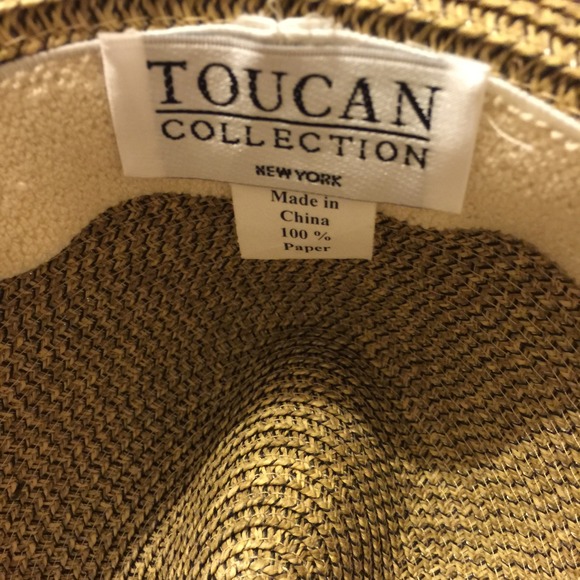 TOUCAN
COLLECTION
NEW YORK
Made in
China
100 %
Paper